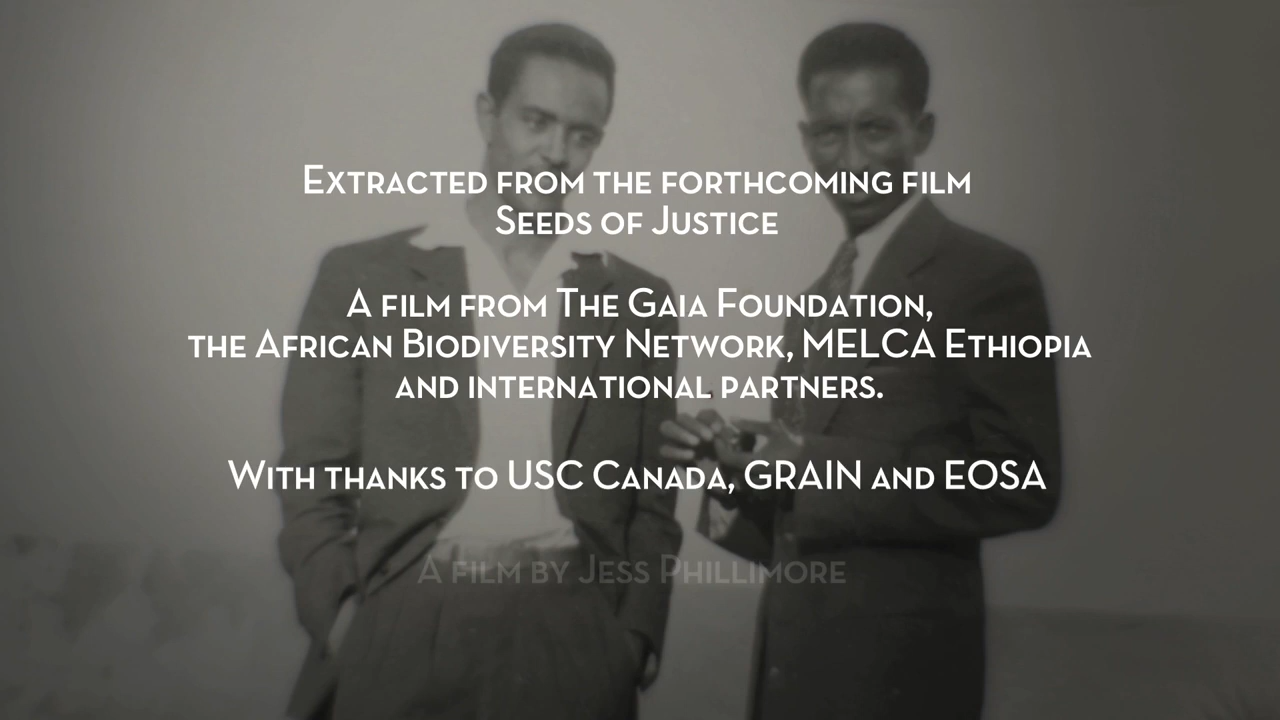 Extracted from the forthcoming film
Seeds of Justice
A film from The Gaia Foundation,
the African Biodiversity Network, MELCA Ethiopia
and international partners.
With thanks to USC Canada, GRAIN and EOSA
A film by Jess Phillimore